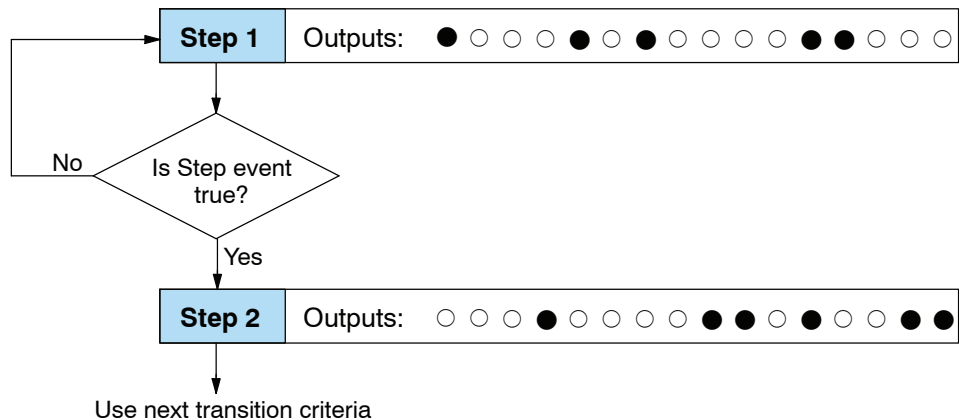 Step 1 Outputs:
Is Step event
true?
No
Yes
Step 2 Outputs:
Use next transition criteria